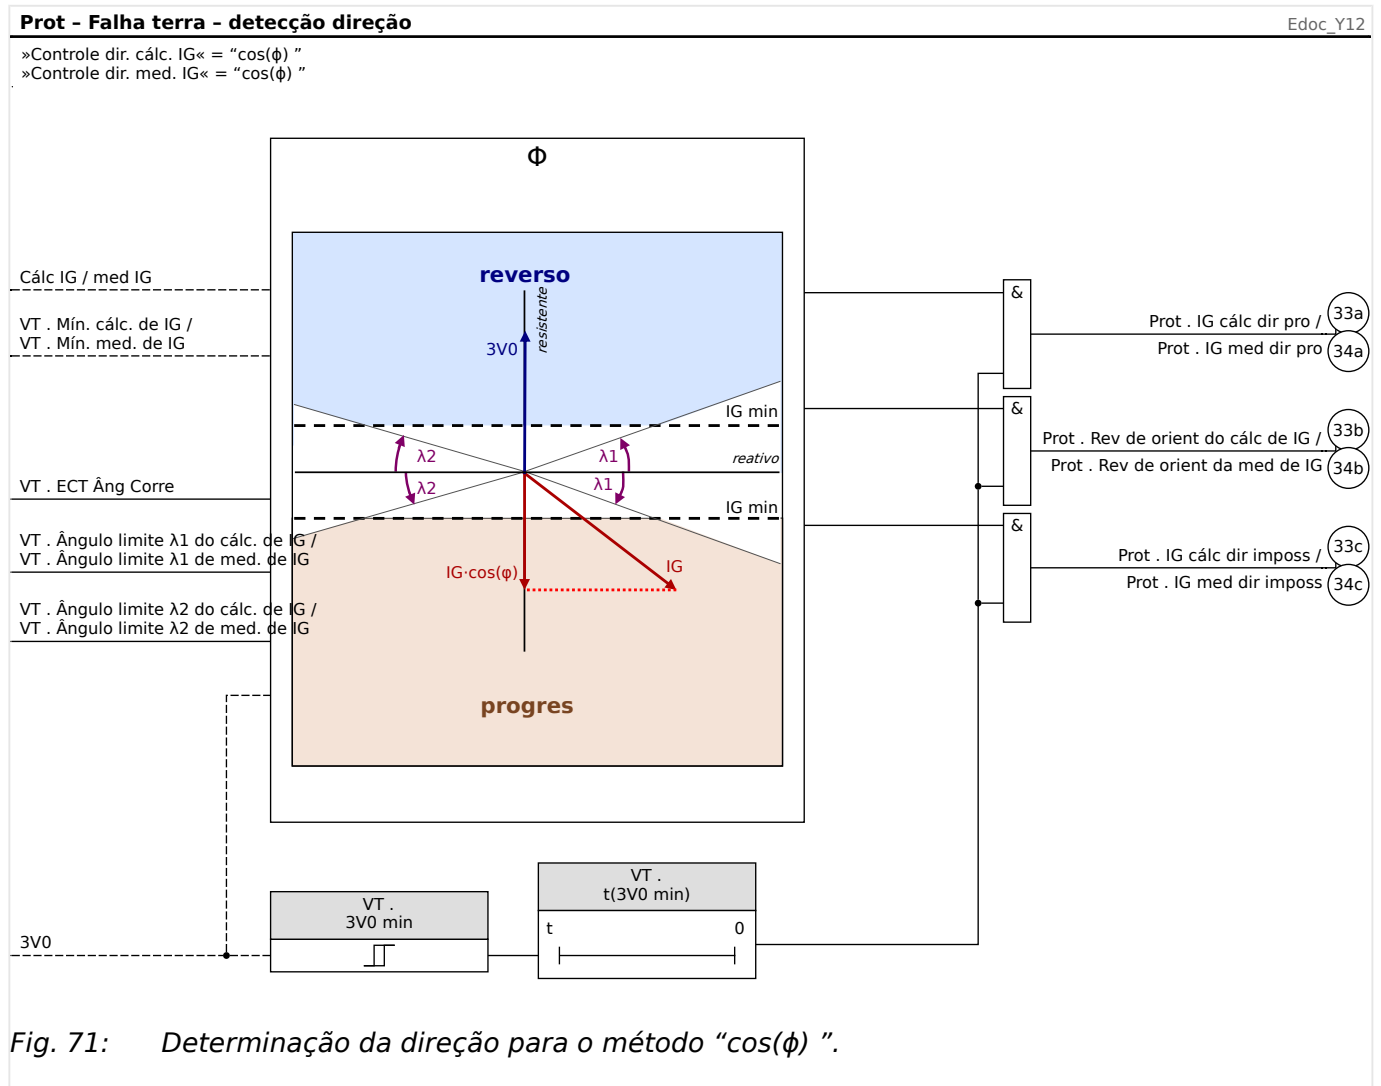 Prot – Falha terra – detecção direção
Edoc_Y12
»Controle dir. cálc. IG« = “cos(ϕ) ”
»Controle dir. med. IG« = “cos(ϕ) ”
Φ
Cálc IG / med IG
VT . Mín. cálc. de IG /
VT . Mín. med. de IG
VT . ECT Âng Corre
VT . Ângulo limite λ1 do cálc. de IG /
VT . Ângulo limite λ1 de med. de IG
VT . Ângulo limite λ2 do cálc. de IG /
VT . Ângulo limite λ2 de med. de IG
3V0
reverso
resistente
3V0
IG min
λ2
λ1
reativo
λ2
λ1
IG min
IG·cos(φ)
IG
progres
&
Prot . IG cálc dir pro /
33a
Prot . IG med dir pro
34a
&
Prot . Rev de orient do cálc de IG /
33b
Prot . Rev de orient da med de IG
34b
&
Prot . IG cálc dir imposs /
33c
Prot . IG med dir imposs
34c
VT .
3V0 min
VT .
t(3V0 min)
t
0
Fig. 71: Determinação da direção para o método “cos(ϕ) ”.